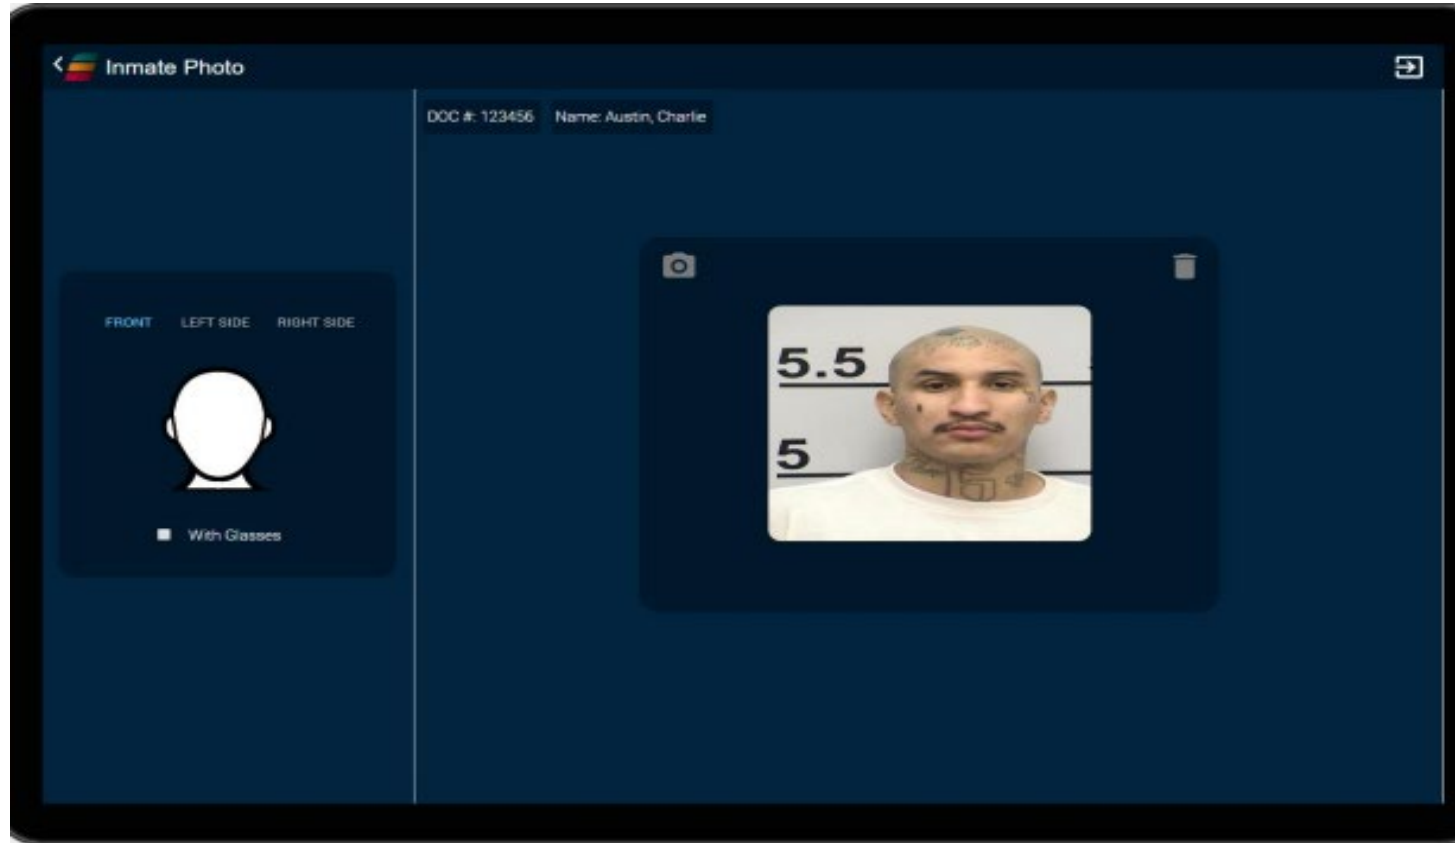 Inmate Photo
DOC #: 123456 Name: Austin, Charlie
FRONT LEFT SIDE RIGHT SIDE
With Glasses
5.5
5